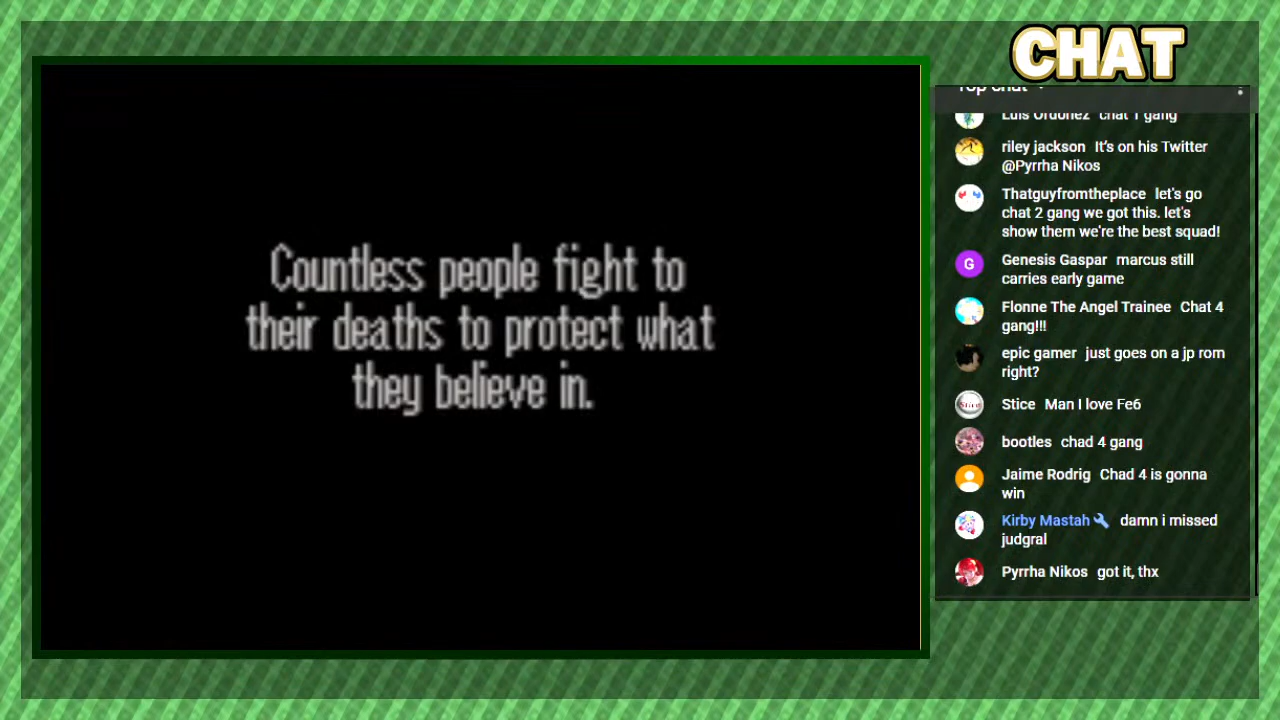 CHAT
Top chat
Countless people fight to
their deaths to protect what
they believe in.
Luis Ordonez chat 1 gang
riley jackson It's on his Twitter
@Pyrrha Nikos
Thatguyfromtheplace let's go
chat 2 gang we got this. let's
show them we're the best squad!
G
Genesis Gaspar marcus still
carries early game
Flonne The Angel Trainee Chat 4
gang!!!
epic gamer just goes on a jp rom
right?
Stice Man I love Fe6
bootles chad 4 gang
Jaime Rodrig Chad 4 is gonna
win
Kirby Mastah damn i missed
judgral
Pyrrha Nikos got it, thx